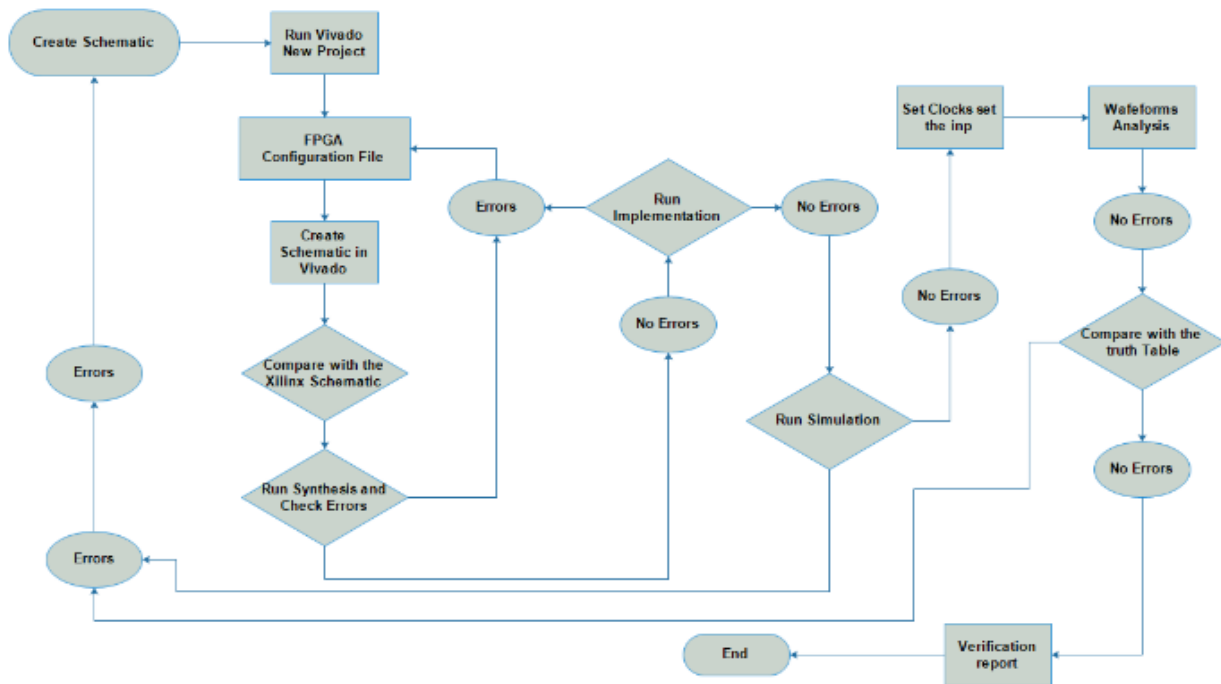 Create Schematic
Run Vivado
New Project
FPGA
Configuration File
Create
Schematic in
Vivado
Compare with the
Xilinx Schematic
Run Synthesis and
Check Errors
Errors
Run
Implementation
No Errors
No Errors
Run Simulation
No Errors
Set Clocks set
the inp
Wafeforms
Analysis
No Errors
Compare with the
truth Table
No Errors
Errors
Errors
Verification
report
End